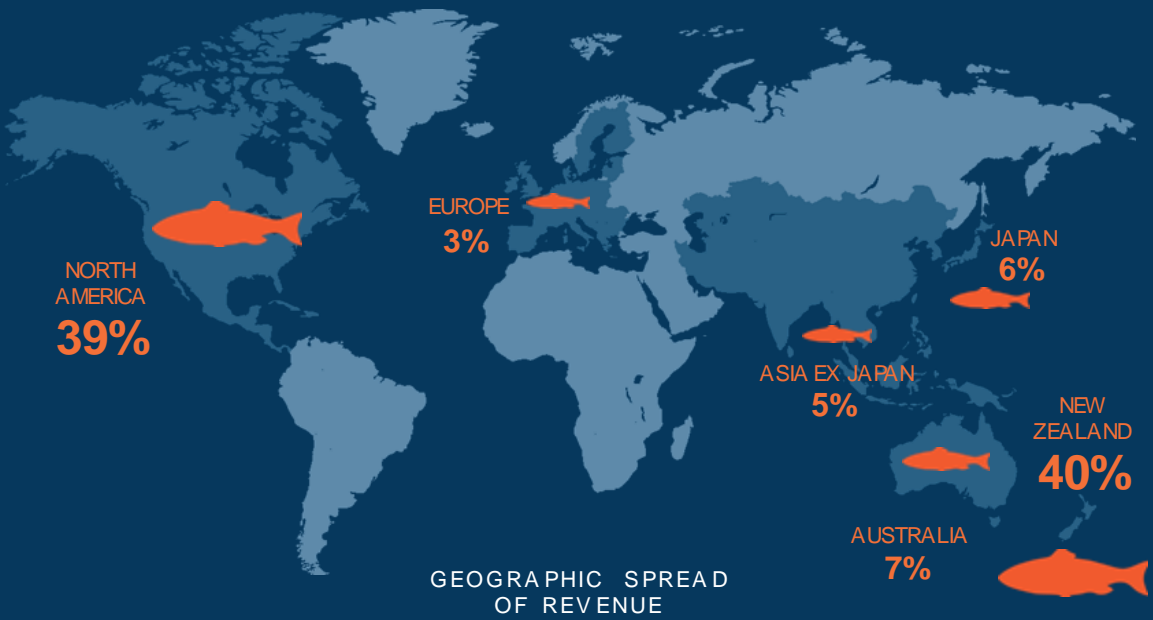 NORTH
AMERICA
39%
EUROPE
3%
JAPAN
6%
ASIA EX JAPAN
5%
NEW
ZEALAND
40%
AUSTRALIA
7%
GEOGRAPHIC SPREAD
OF REVENUE